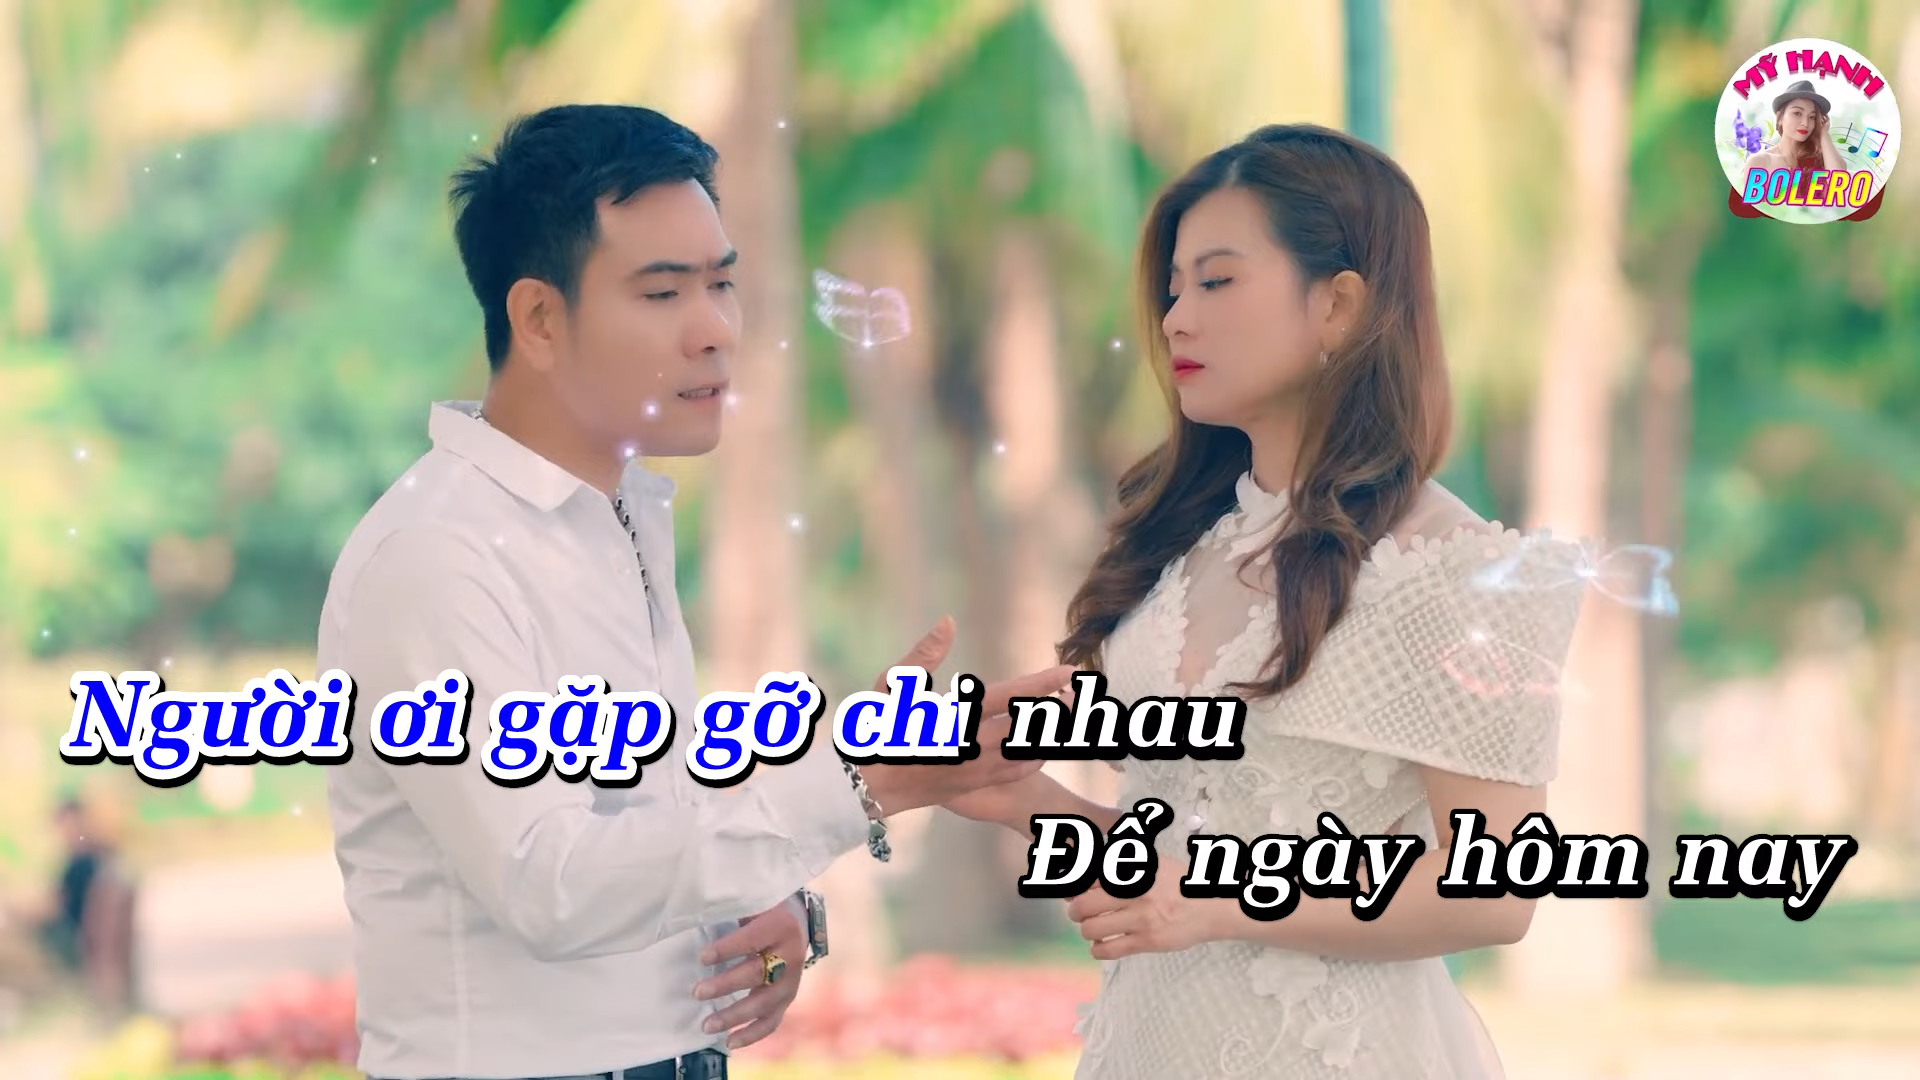 MỸ HẠNH
BOLERO
Người ơi gặp gỡ chi nhau
Để ngày hôm nay